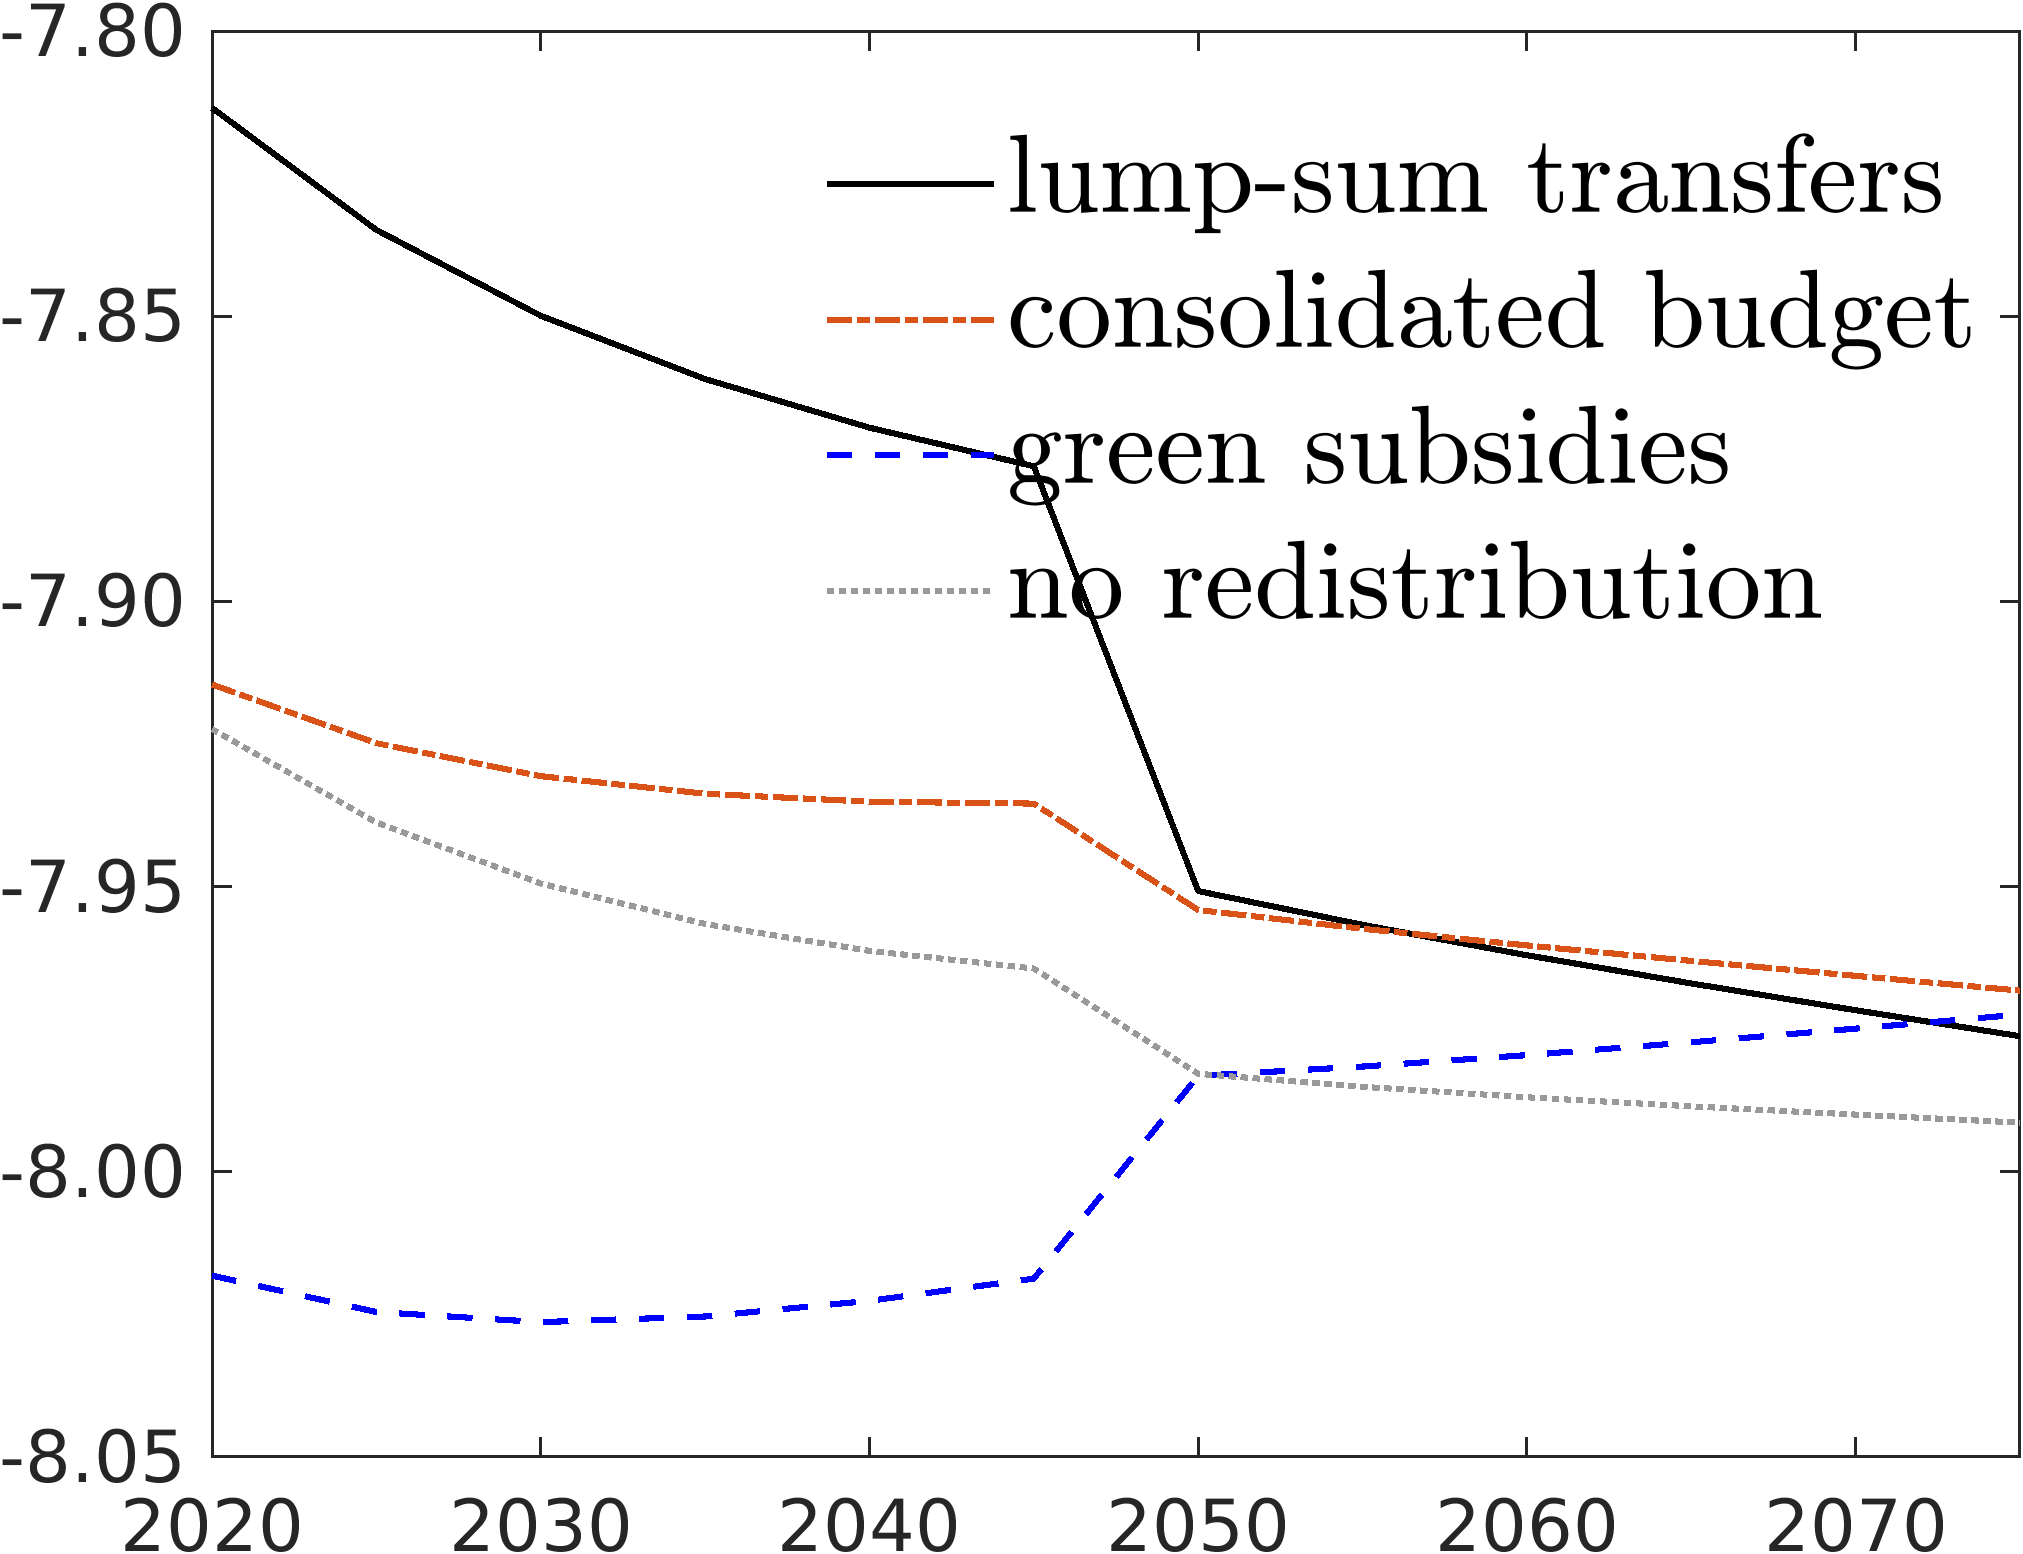 -7.80
lump-sum transfers
-7.85
consolidated budget
green subsidies
-7.90
no redistribution
-7.95
-8.00
-8.05
2020 2030 2040 2050 2060 2070